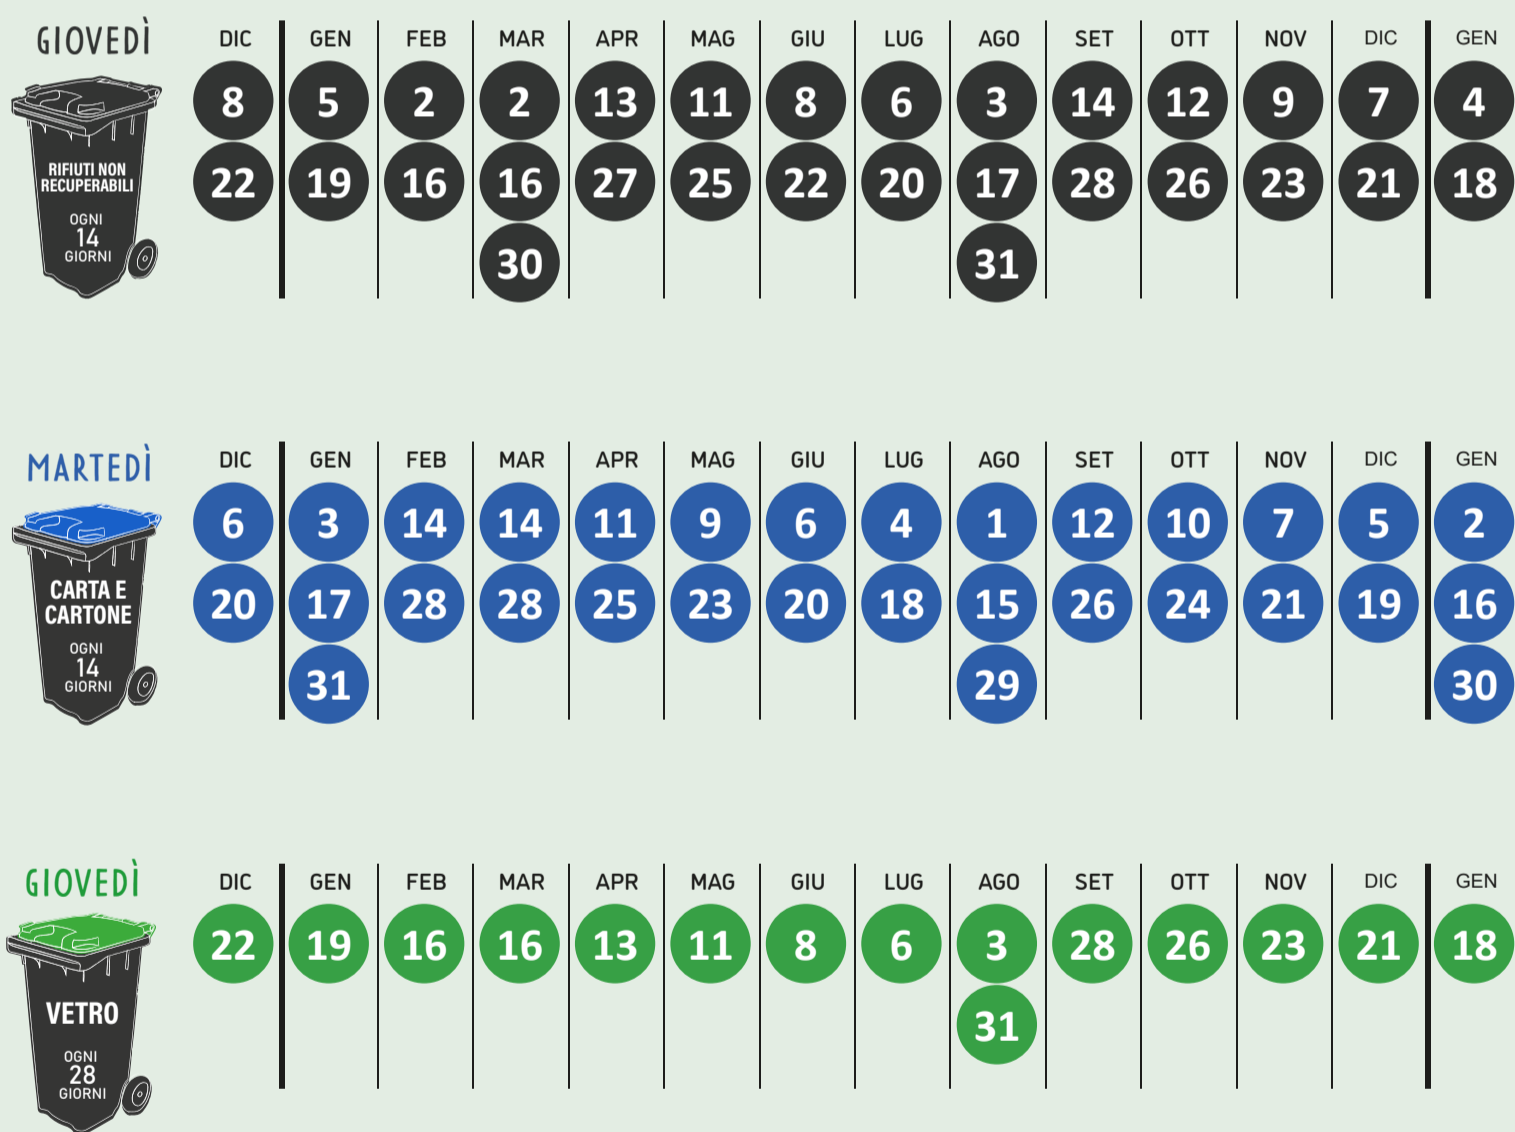 GIOVEDÌ
RIFIUTI NON
RECUPERABILI
OGNI
14
GIORNI
DIC GEN FEB MAR APR MAG GIU LUG AGO SET OTT NOV DIC GEN
8 5 2 2 13 11 8 6 3 14 12 9 7 4
22 19 16 16 27 25 22 20 17 28 26 23 21 18
30 31
MARTEDÌ
CARTA E
CARTONE
OGNI
14
GIORNI
DIC GEN FEB MAR APR MAG GIU LUG AGO SET OTT NOV DIC GEN
6 3 14 14 11 9 6 4 1 12 10 7 5 2
20 17 28 28 25 23 20 18 15 26 24 21 19 16
31 29 30
GIOVEDÌ
VETRO
OGNI
28
GIORNI
DIC GEN FEB MAR APR MAG GIU LUG AGO SET OTT NOV DIC GEN
22 19 16 16 13 11 8 6 3 28 26 23 21 18
31